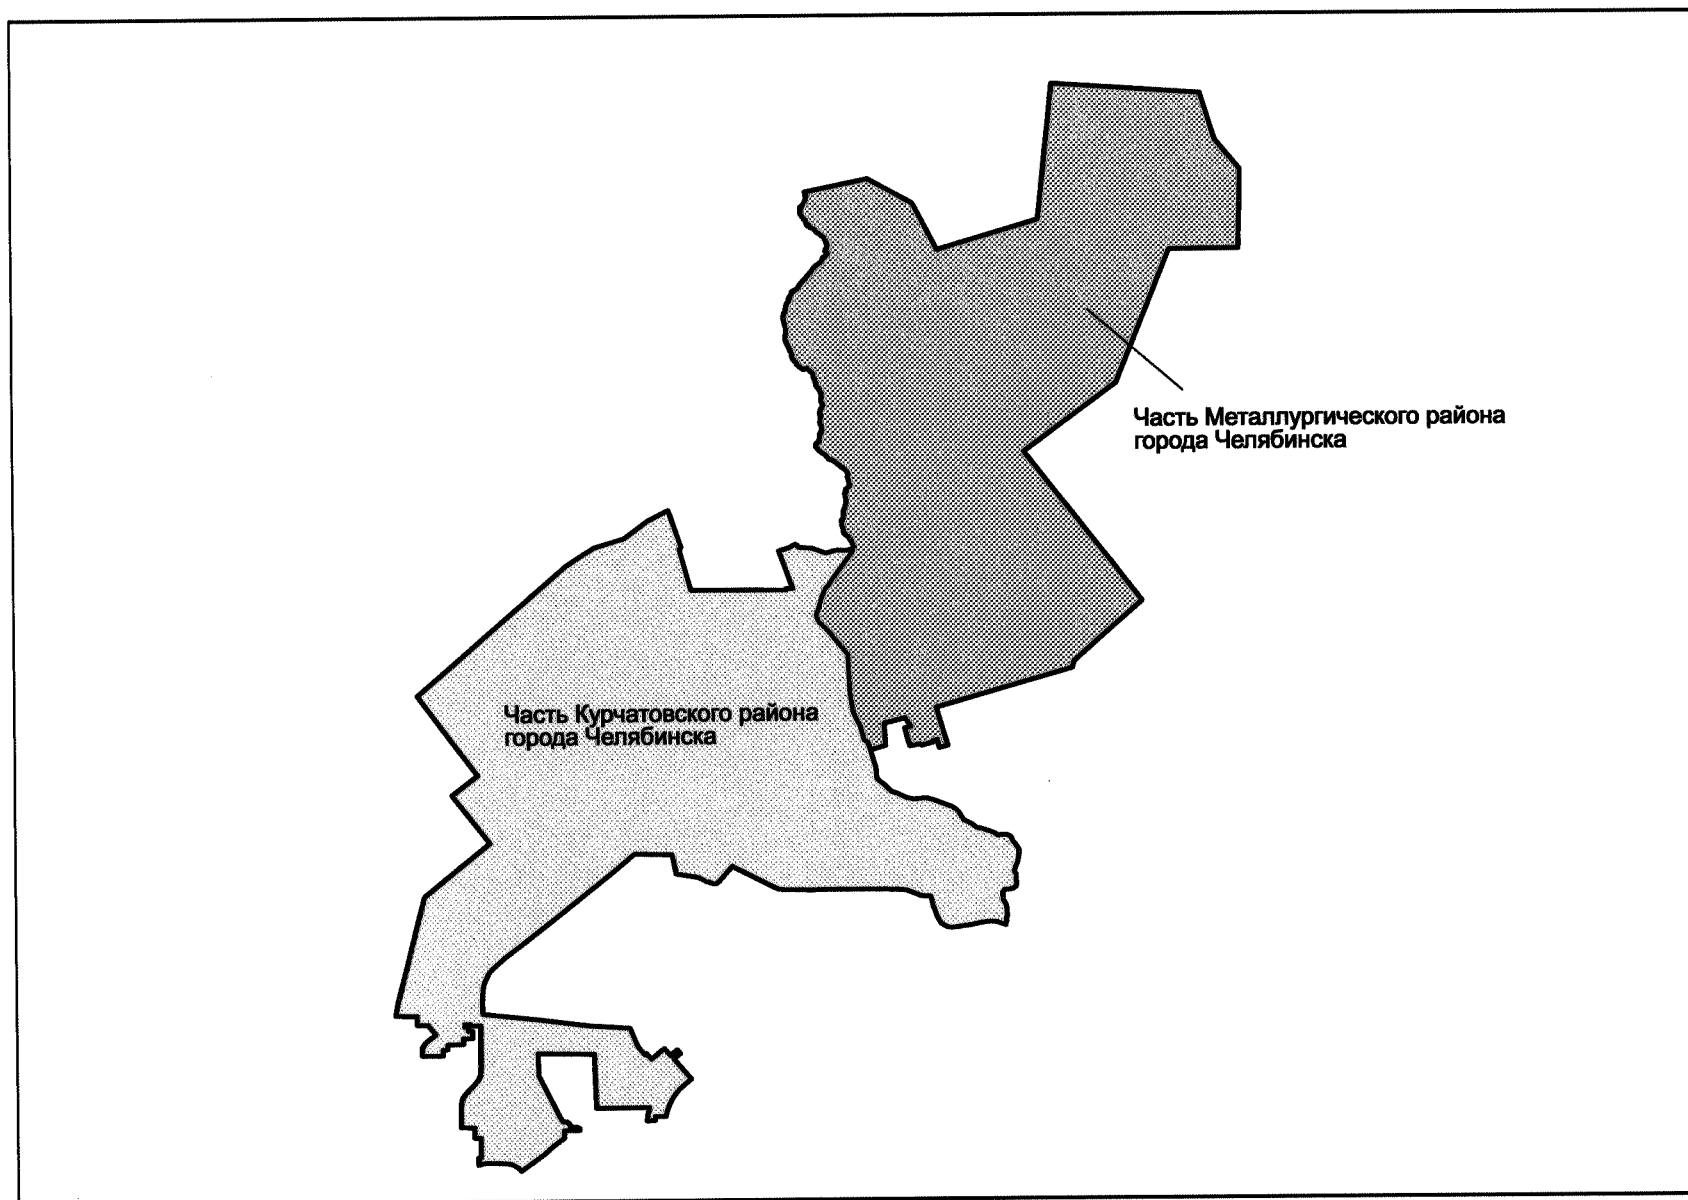 Часть Металлургического района
города Челябинска
Часть Курчатовского района
города Челябинска